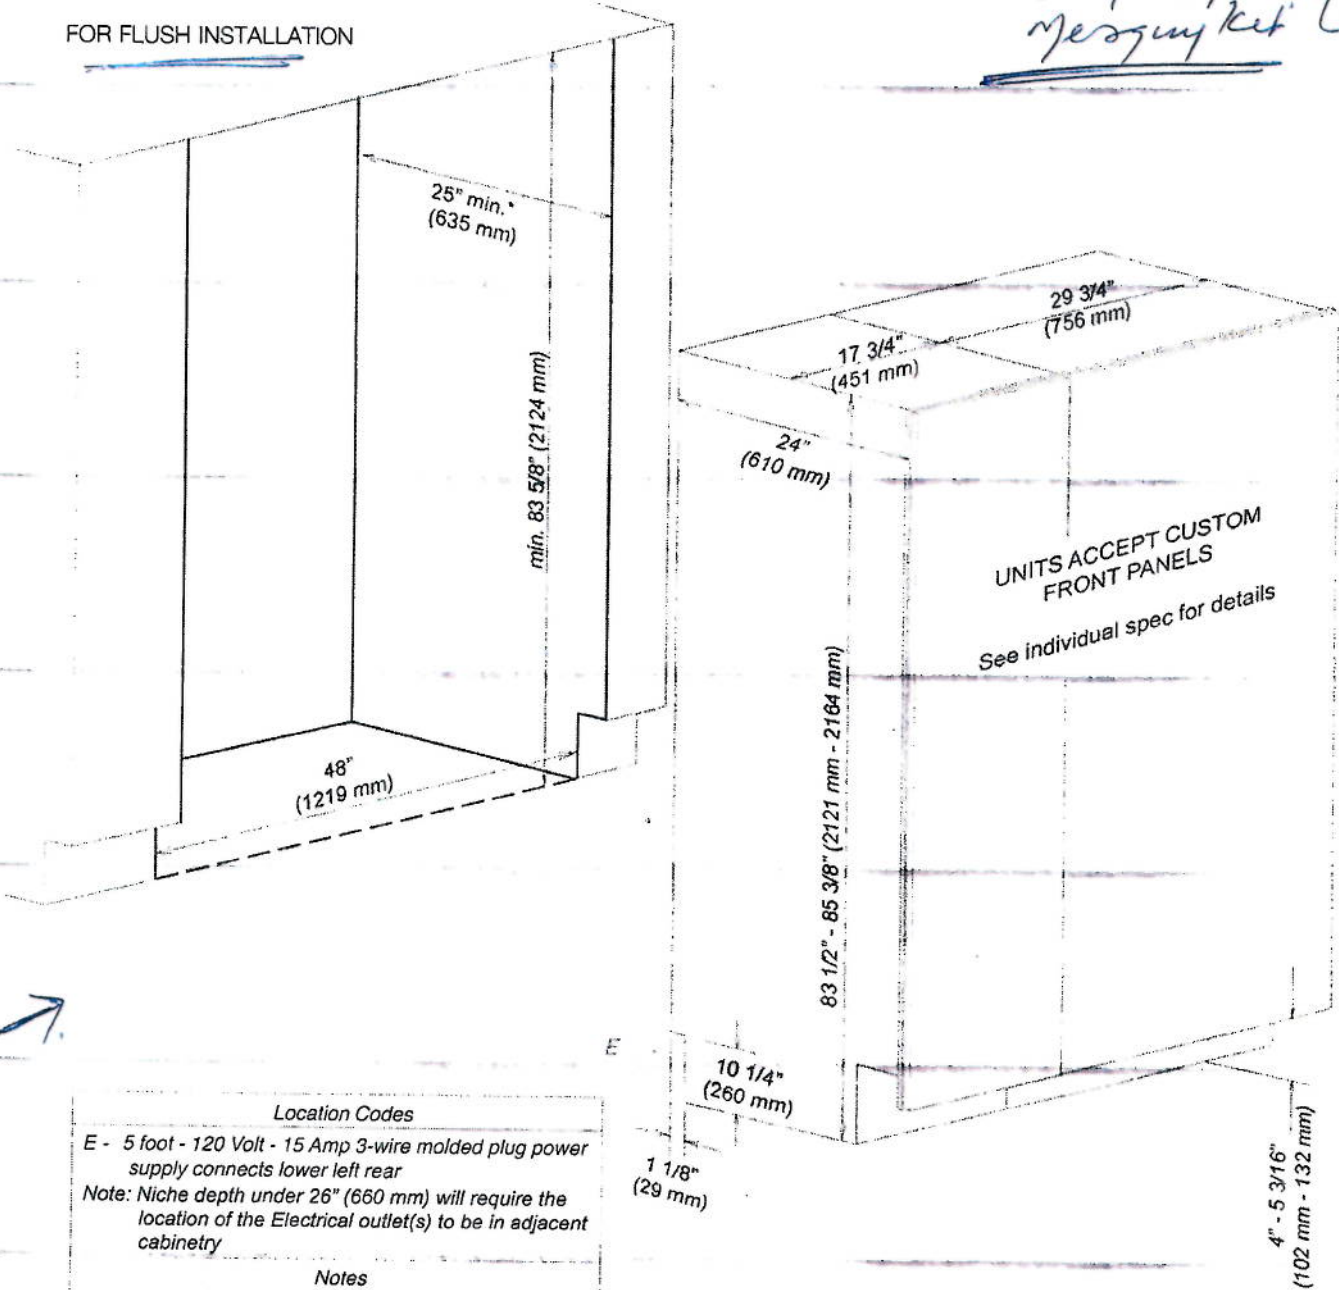 FOR FLUSH INSTALLATION
25" min.*
(635 mm)
min. 83 5/8" (2124 mm)
48"
(1219 mm)
29 3/4"
(756 mm)
17 3/4"
(451 mm)
24"
(610 mm)
UNITS ACCEPT CUSTOM
FRONT PANELS
See individual spec for details
83 1/2" - 85 3/8" (2121 mm - 2164 mm)
E
10 1/4"
(260 mm)
1 1/8"
(29 mm)
4" - 5 3/16"
(102 mm - 132 mm)
Location Codes
E - 5 foot - 120 Volt - 15 Amp 3-wire molded plug power
supply connects lower left rear
Note: Niche depth under 26" (660 mm) will require the
location of the Electrical outlet(s) to be in adjacent
cabinetry
Notes